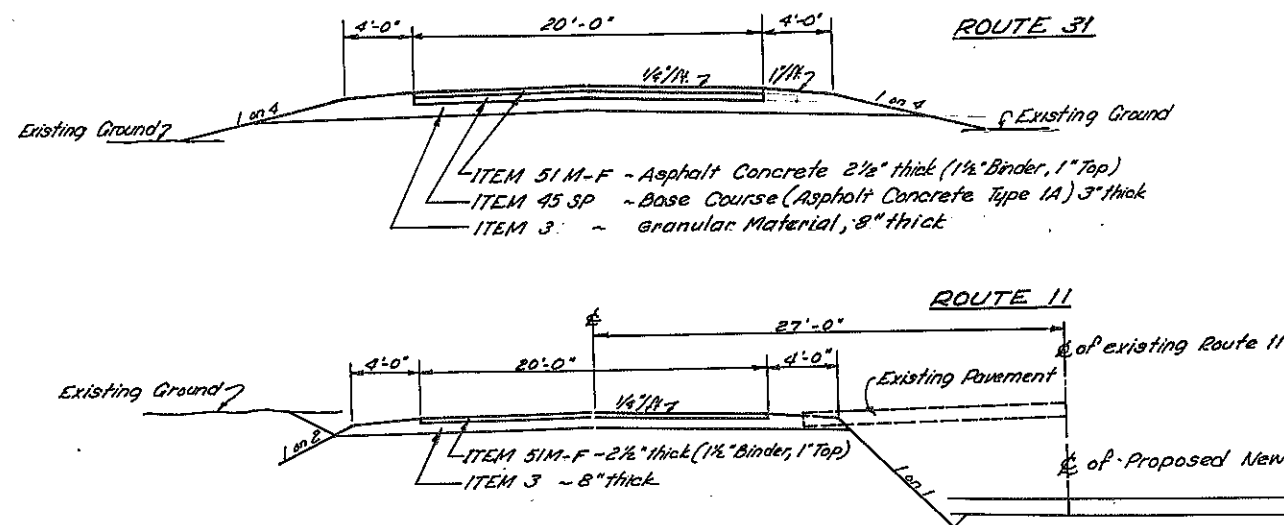 ROUTE 31
4'-0" 20'-0" 4'-0"
1/4"/ft. 1"/ft.
1 on 4 1 on 4
Existing Ground ℄ Existing Ground
ITEM 51 M-F ~ Asphalt Concrete 2½" thick (1½" Binder, 1" Top)
ITEM 45 SP ~ Base Course (Asphalt Concrete Type 1A) 3" thick
ITEM 3 ~ Granular Material, 8" thick
ROUTE 11
℄ 27'-0"
℄ of existing Route 11
4'-0" 20'-0" 4'-0"
Existing Ground Existing Pavement
1/4"/ft.
1 on 2
ITEM 51M-F ~ 2½" thick (1½" Binder, 1" Top)
ITEM 3 ~ 8" thick
1 on 1
℄ of Proposed New